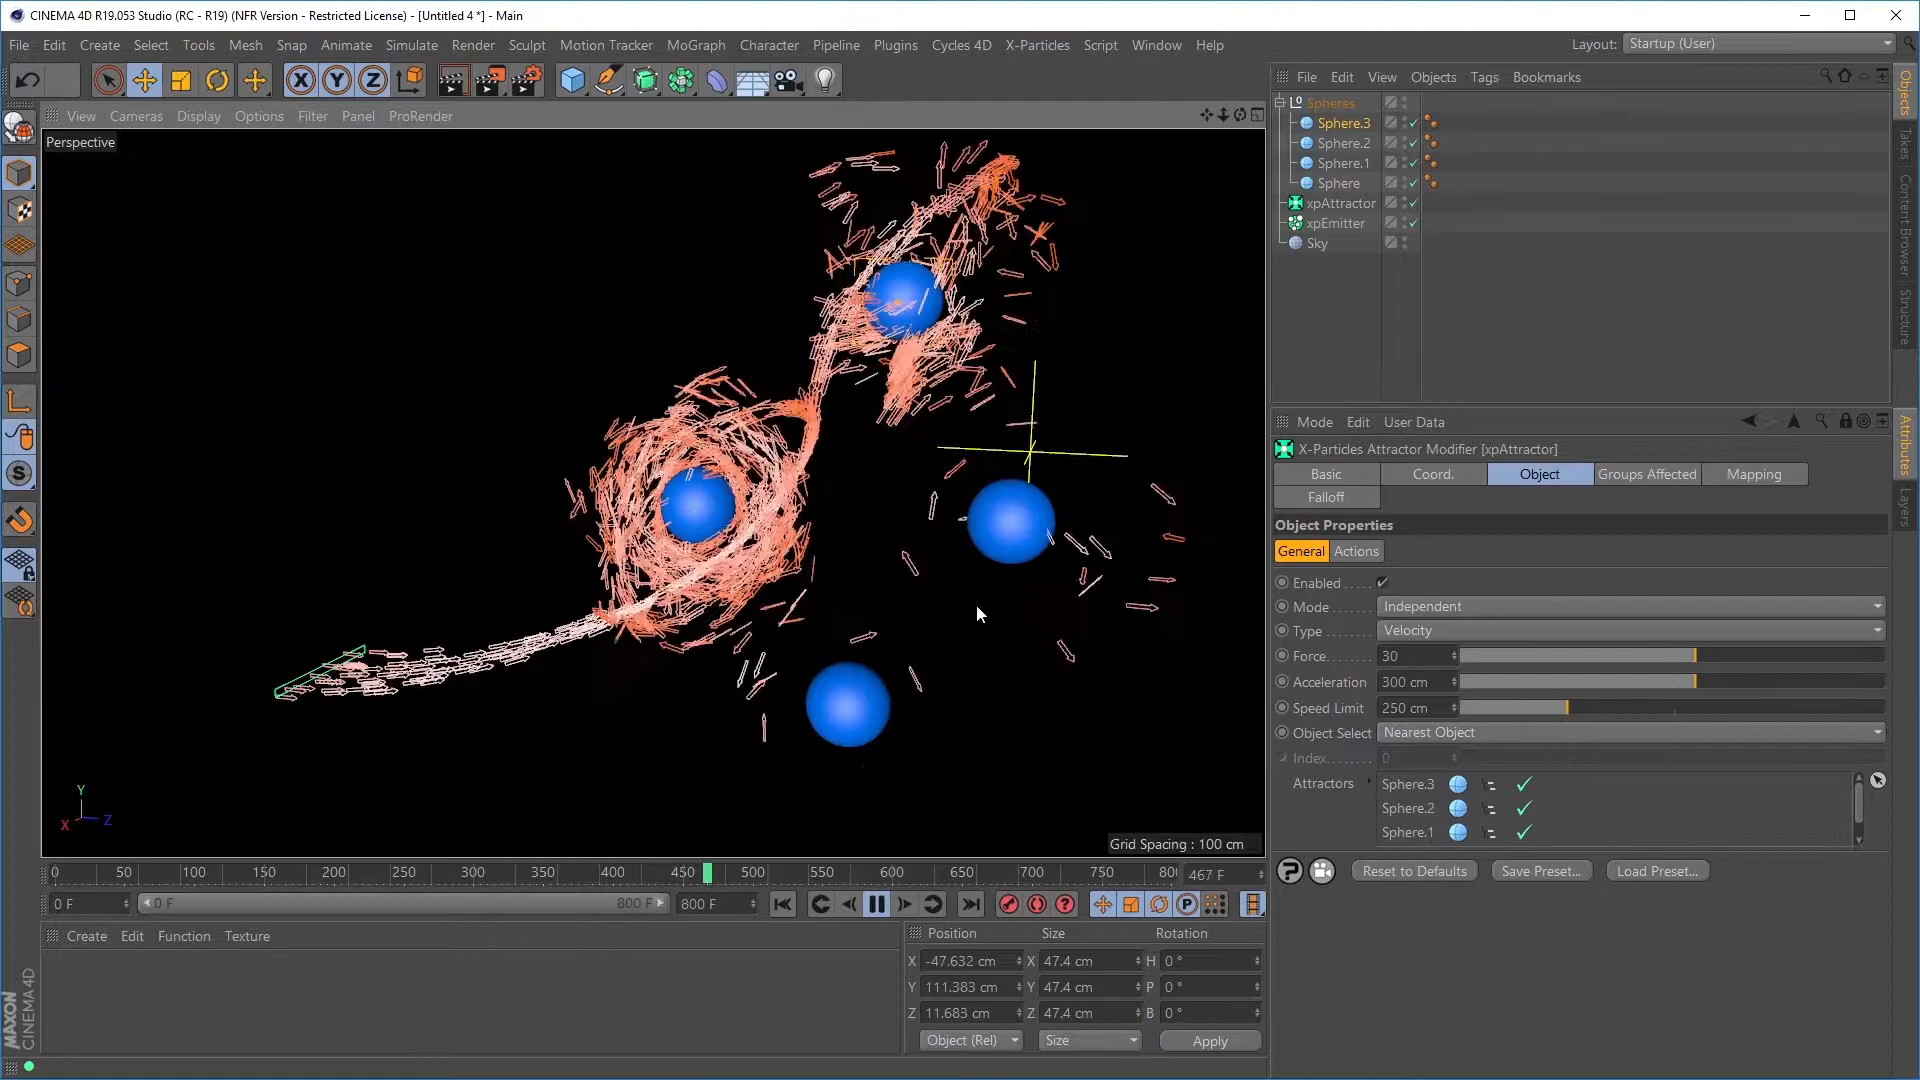 CINEMA 4D R19.053 Studio (RC - R19) (NFR Version - Restricted License) - [Untitled 4 *] - Main
File Edit Create Select Tools Mesh Snap Animate Simulate Render Sculpt Motion Tracker MoGraph Character Pipeline Plugins Cycles 4D X-Particles Script Window Help
Layout: Startup (User)
X Y Z
View Cameras Display Options Filter Panel ProRender
Perspective
Y
X Z
Grid Spacing : 100 cm
File Edit View Objects Tags Bookmarks
Spheres
Sphere.3
Sphere.2
Sphere.1
Sphere
xpAttractor
xpEmitter
Sky
Objects
Takes
Content Browser
Structure
Mode Edit User Data
X-Particles Attractor Modifier [xpAttractor]
Basic Coord. Object Groups Affected Mapping
Falloff
Object Properties
General Actions
Enabled . . . . .
Mode . . . . . . . Independent
Type . . . . . . . Velocity
Force. . . . . . . 30
Acceleration 300 cm
Speed Limit 250 cm
Object Select Nearest Object
Index. . . . . . . 0
Attractors Sphere.3
Sphere.2
Sphere.1
Reset to Defaults Save Preset... Load Preset...
Attributes
Layers
0 50 100 150 200 250 300 350 400 450 500 550 600 650 700 750 80 467 F
0 F 0 F 800 F 800 F
Create Edit Function Texture
Position Size Rotation
X -47.632 cm X 47.4 cm H 0 °
Y 111.383 cm Y 47.4 cm P 0 °
Z 11.683 cm Z 47.4 cm B 0 °
Object (Rel) Size Apply
MAXON
CINEMA 4D